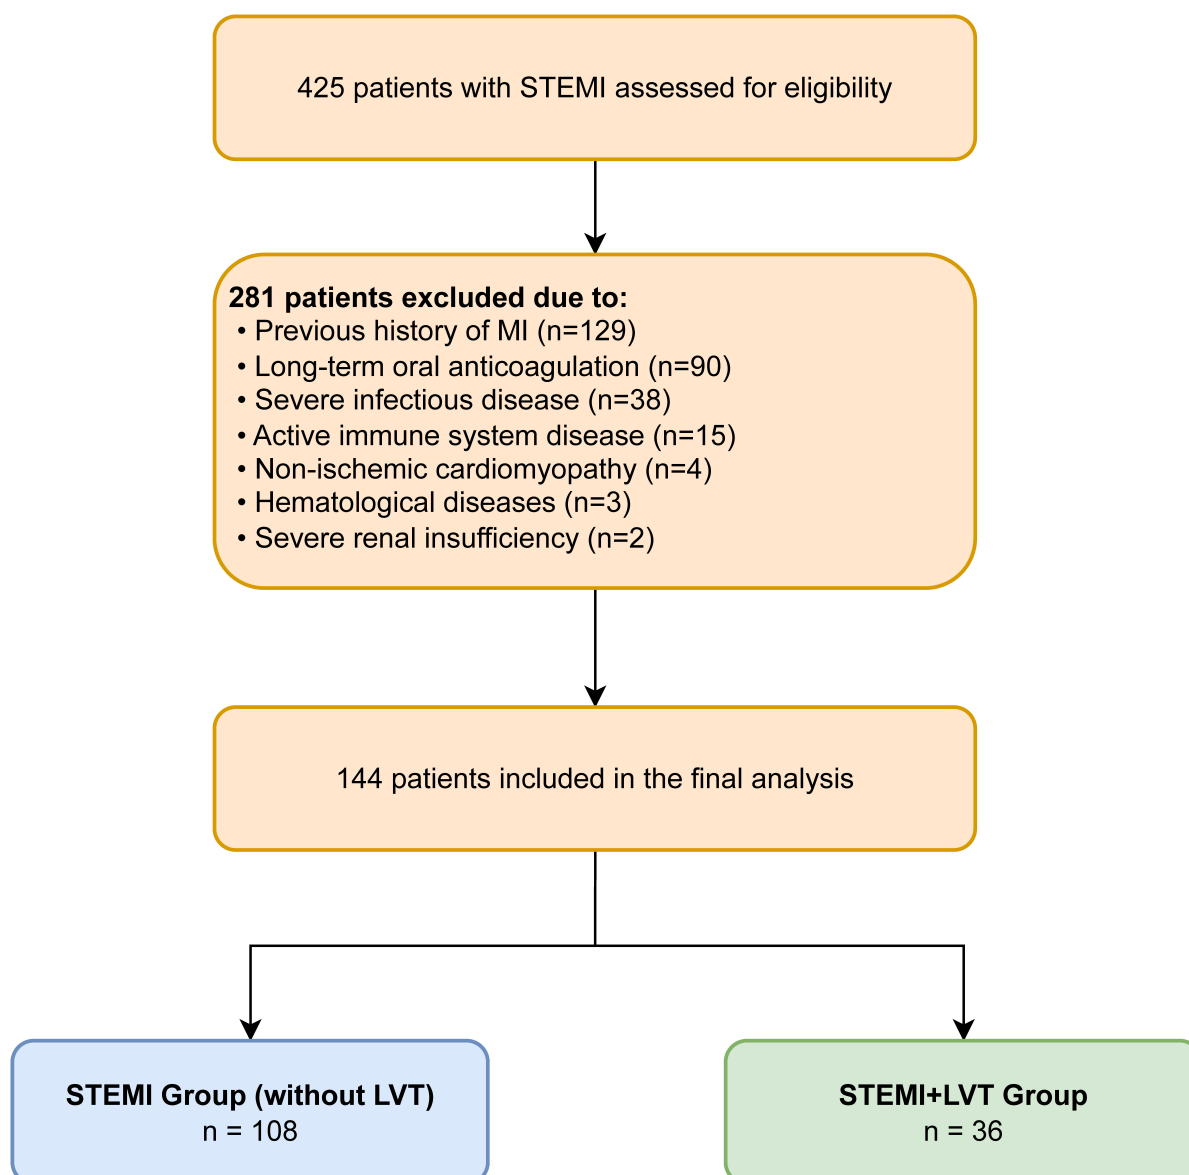 425 patients with STEMI assessed for eligibility
281 patients excluded due to:
• Previous history of MI (n=129)
• Long-term oral anticoagulation (n=90)
• Severe infectious disease (n=38)
• Active immune system disease (n=15)
• Non-ischemic cardiomyopathy (n=4)
• Hematological diseases (n=3)
• Severe renal insufficiency (n=2)
144 patients included in the final analysis
STEMI Group (without LVT)
n = 108
STEMI+LVT Group
n = 36